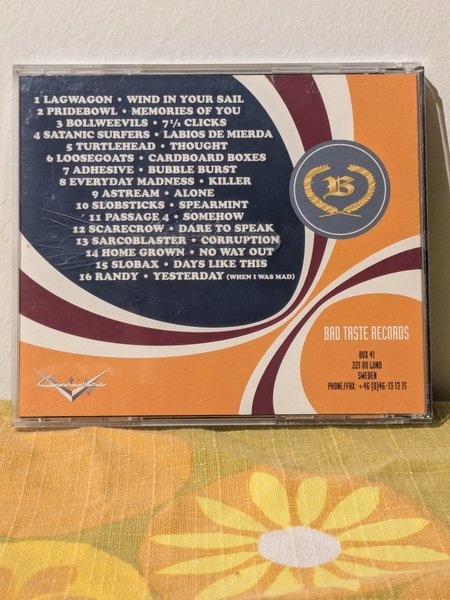 1 LAGWAGON • WIND IN YOUR SAIL
2 PRIDEBOWL • MEMORIES OF YOU
3 BOLLWEEVILS • 7½ CLICKS
4 SATANIC SURFERS • LABIOS DE MIERDA
5 TURTLEHEAD • THOUGHT
6 LOOSEGOATS • CARDBOARD BOXES
7 ADHESIVE • BUBBLE BURST
8 EVERYDAY MADNESS • KILLER
9 ASTREAM • ALONE
10 SLOBSTICKS • SPEARMINT
11 PASSAGE 4 • SOMEHOW
12 SCARECROW • DARE TO SPEAK
13 SARCOBLASTER • CORRUPTION
14 HOME GROWN • NO WAY OUT
15 SLOBAX • DAYS LIKE THIS
16 RANDY • YESTERDAY (WHEN I WAS MAD)
B
BAD TASTE RECORDS
BOX 41
221 00 LUND
SWEDEN
PHONE/FAX: +46 (0)46-13 13 15